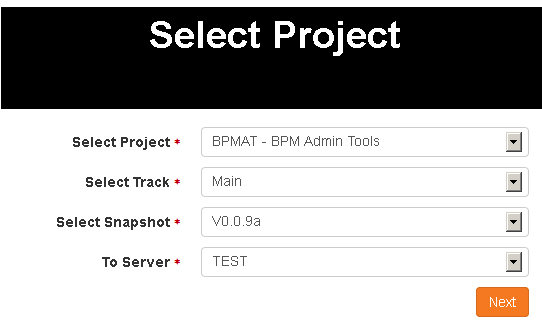 Select Project
Select Project * BPMAT - BPM Admin Tools
Select Track * Main
Select Snapshot * V0.0.9a
To Server * TEST
Next